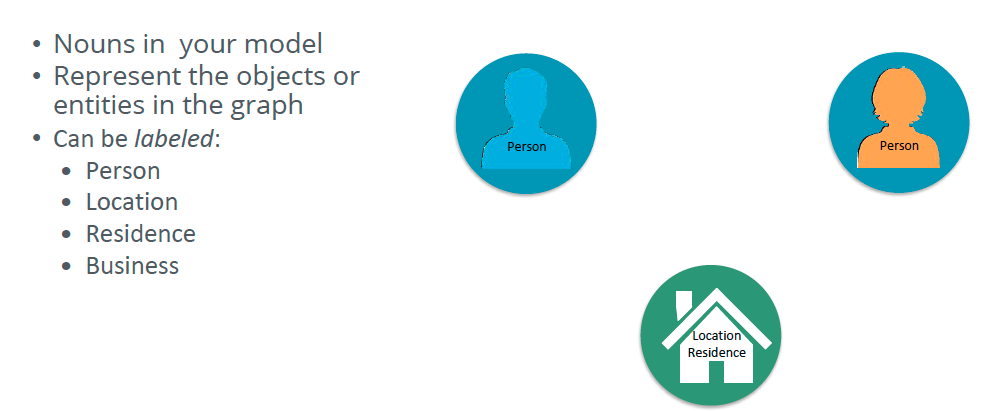 • Nouns in  your model
• Represent the objects or
entities in the graph
• Can be labeled:
• Person
• Location
• Residence
• Business
Person
Person
Location
Residence